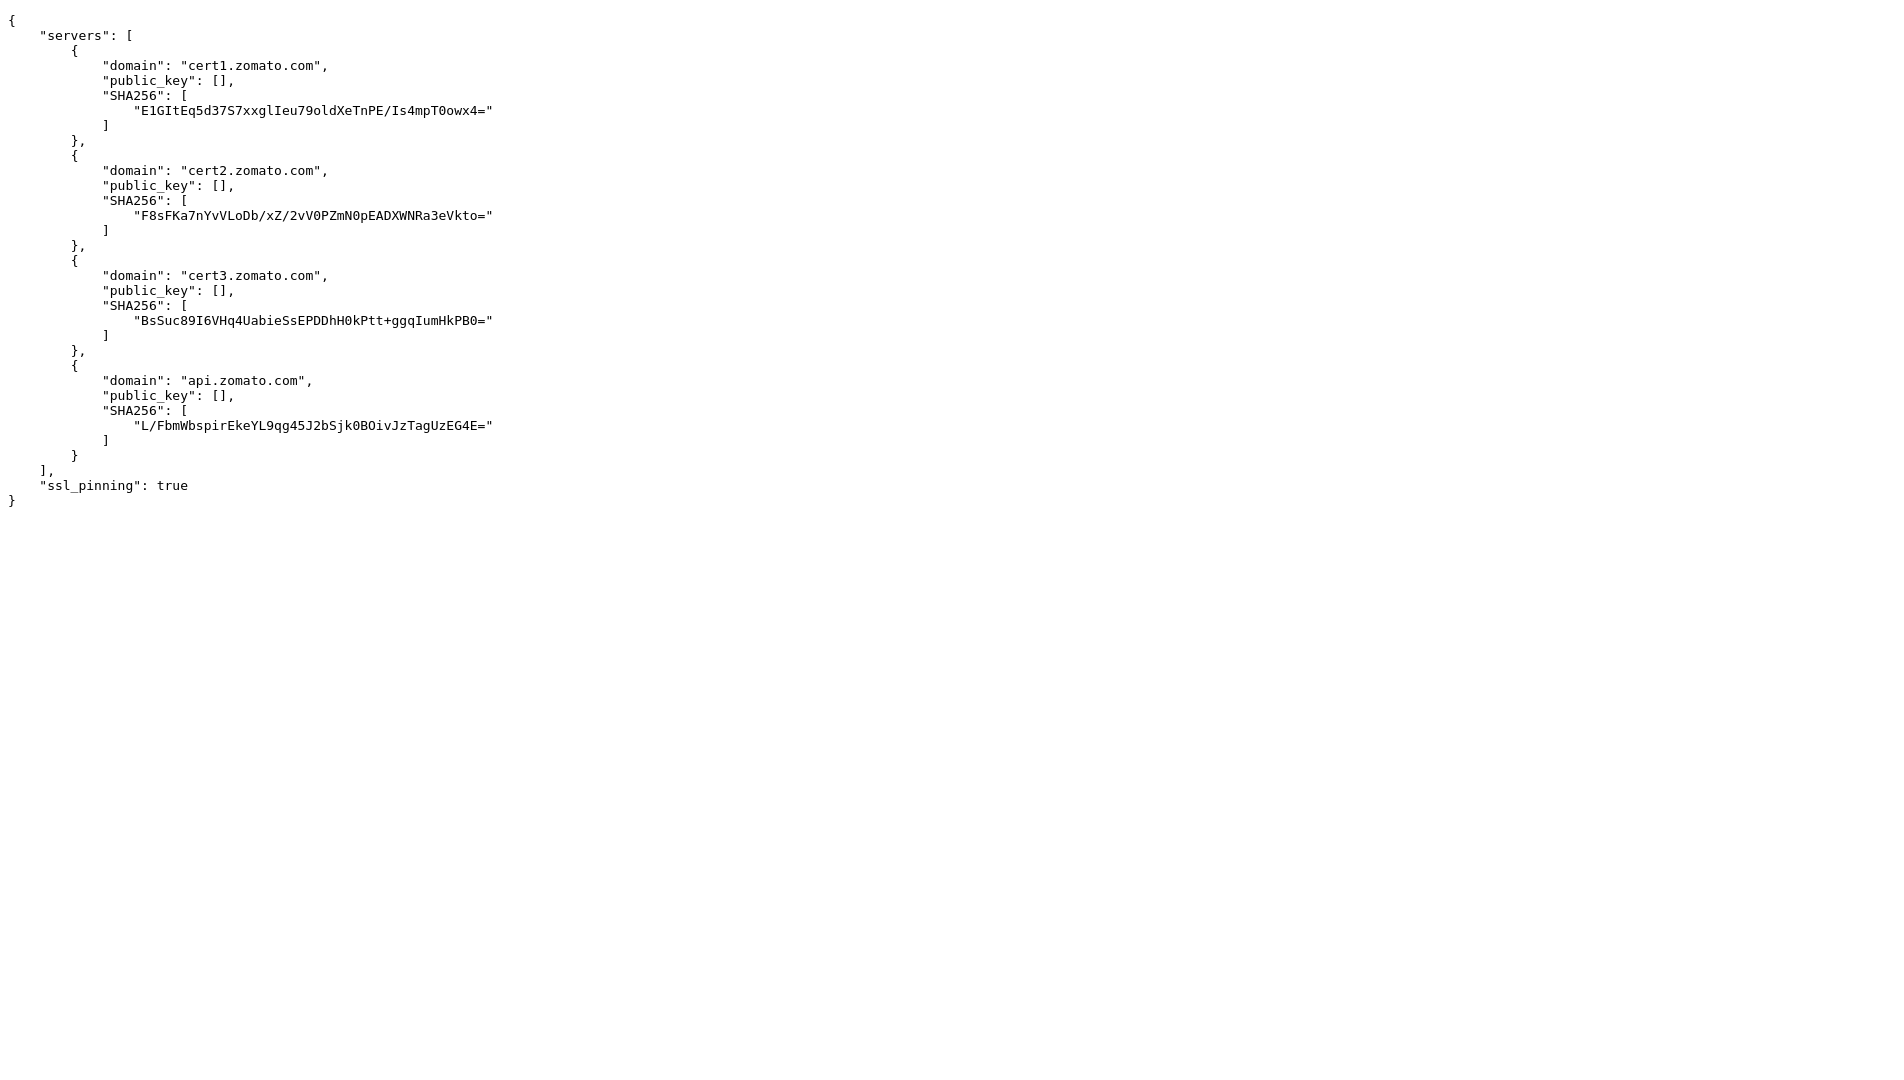 {
    "servers": [
        {
            "domain": "cert1.zomato.com",
            "public_key": [],
            "SHA256": [
                "E1GItEq5d37S7xxglIeu79oldXeTnPE/Is4mpT0owx4="
            ]
        },
        {
            "domain": "cert2.zomato.com",
            "public_key": [],
            "SHA256": [
                "F8sFKa7nYvVLoDb/xZ/2vV0PZmN0pEADXWNRa3eVkto="
            ]
        },
        {
            "domain": "cert3.zomato.com",
            "public_key": [],
            "SHA256": [
                "BsSuc89I6VHq4UabieSsEPDDhH0kPtt+ggqIumHkPB0="
            ]
        },
        {
            "domain": "api.zomato.com",
            "public_key": [],
            "SHA256": [
                "L/FbmWbspirEkeYL9qg45J2bSjk0BOivJzTagUzEG4E="
            ]
        }
    ],
    "ssl_pinning": true
}